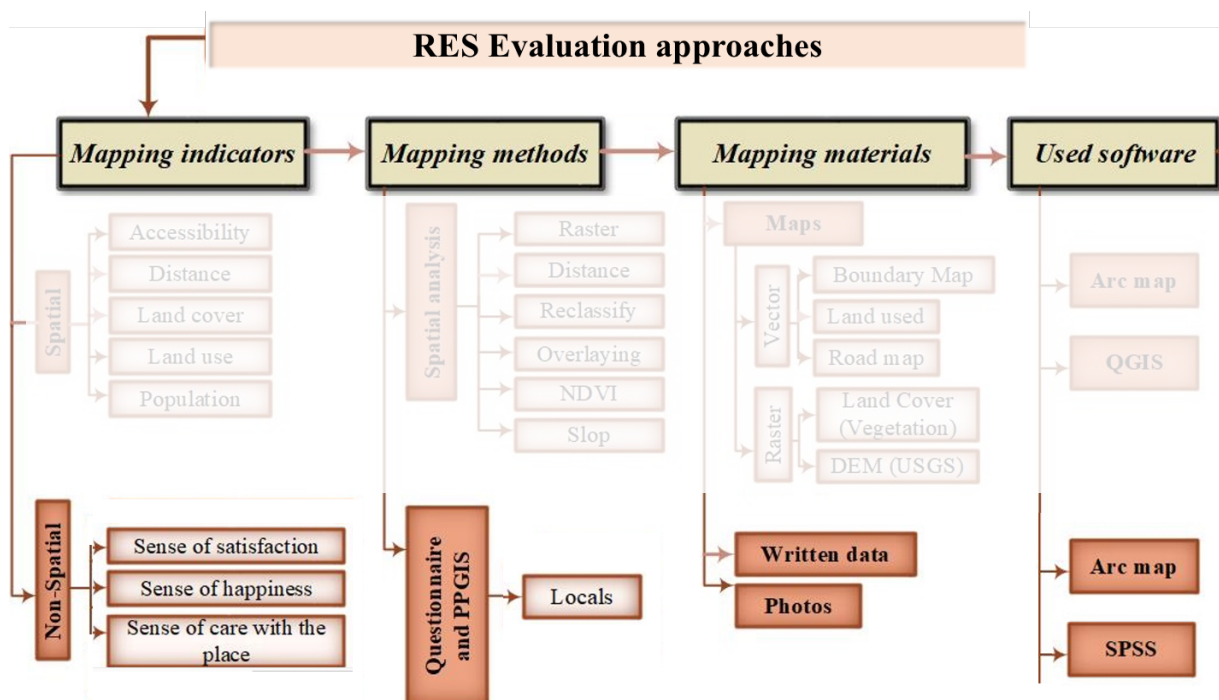 RES Evaluation approaches
Mapping indicators
Mapping methods
Mapping materials
Used software
Spatial
Accessibility
Distance
Land cover
Land use
Population
Spatial analysis
Raster
Distance
Reclassify
Overlaying
NDVI
Slop
Maps
Vector
Boundary Map
Land used
Road map
Raster
Land Cover
(Vegetation)
DEM (USGS)
Arc map
QGIS
Non-Spatial
Sense of satisfaction
Sense of happiness
Sense of care with the
place
Questionnaire
and PPGIS
Locals
Written data
Photos
Arc map
SPSS